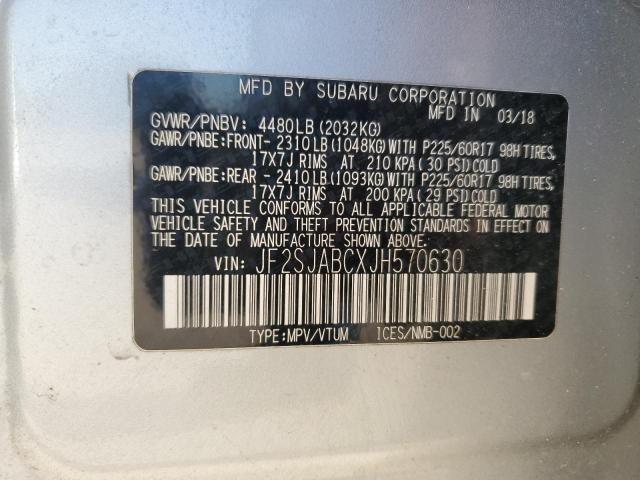 MFD BY SUBARU CORPORATION
MFD IN 03/18
GVWR/PNBV: 4480LB(2032KG)
GAWR/PNBE:FRONT- 2310LB(1048KG)WITH P225/60R17 98H TIRES,
17X7J RIMS AT 210 KPA(30 PSI)COLD
GAWR/PNBE:REAR - 2410LB(1093KG)WITH P225/60R17 98H TIRES,
17X7J RIMS AT 200 KPA(29 PSI)COLD
THIS VEHICLE CONFORMS TO ALL APPLICABLE FEDERAL MOTOR
VEHICLE SAFETY AND THEFT PREVENTION STANDARDS IN EFFECT
ON THE DATE OF MANUFACTURE SHOWN ABOVE.
VIN: JF2SJABCXJH570630
TYPE:MPV/VTUM ICES/NMB-002